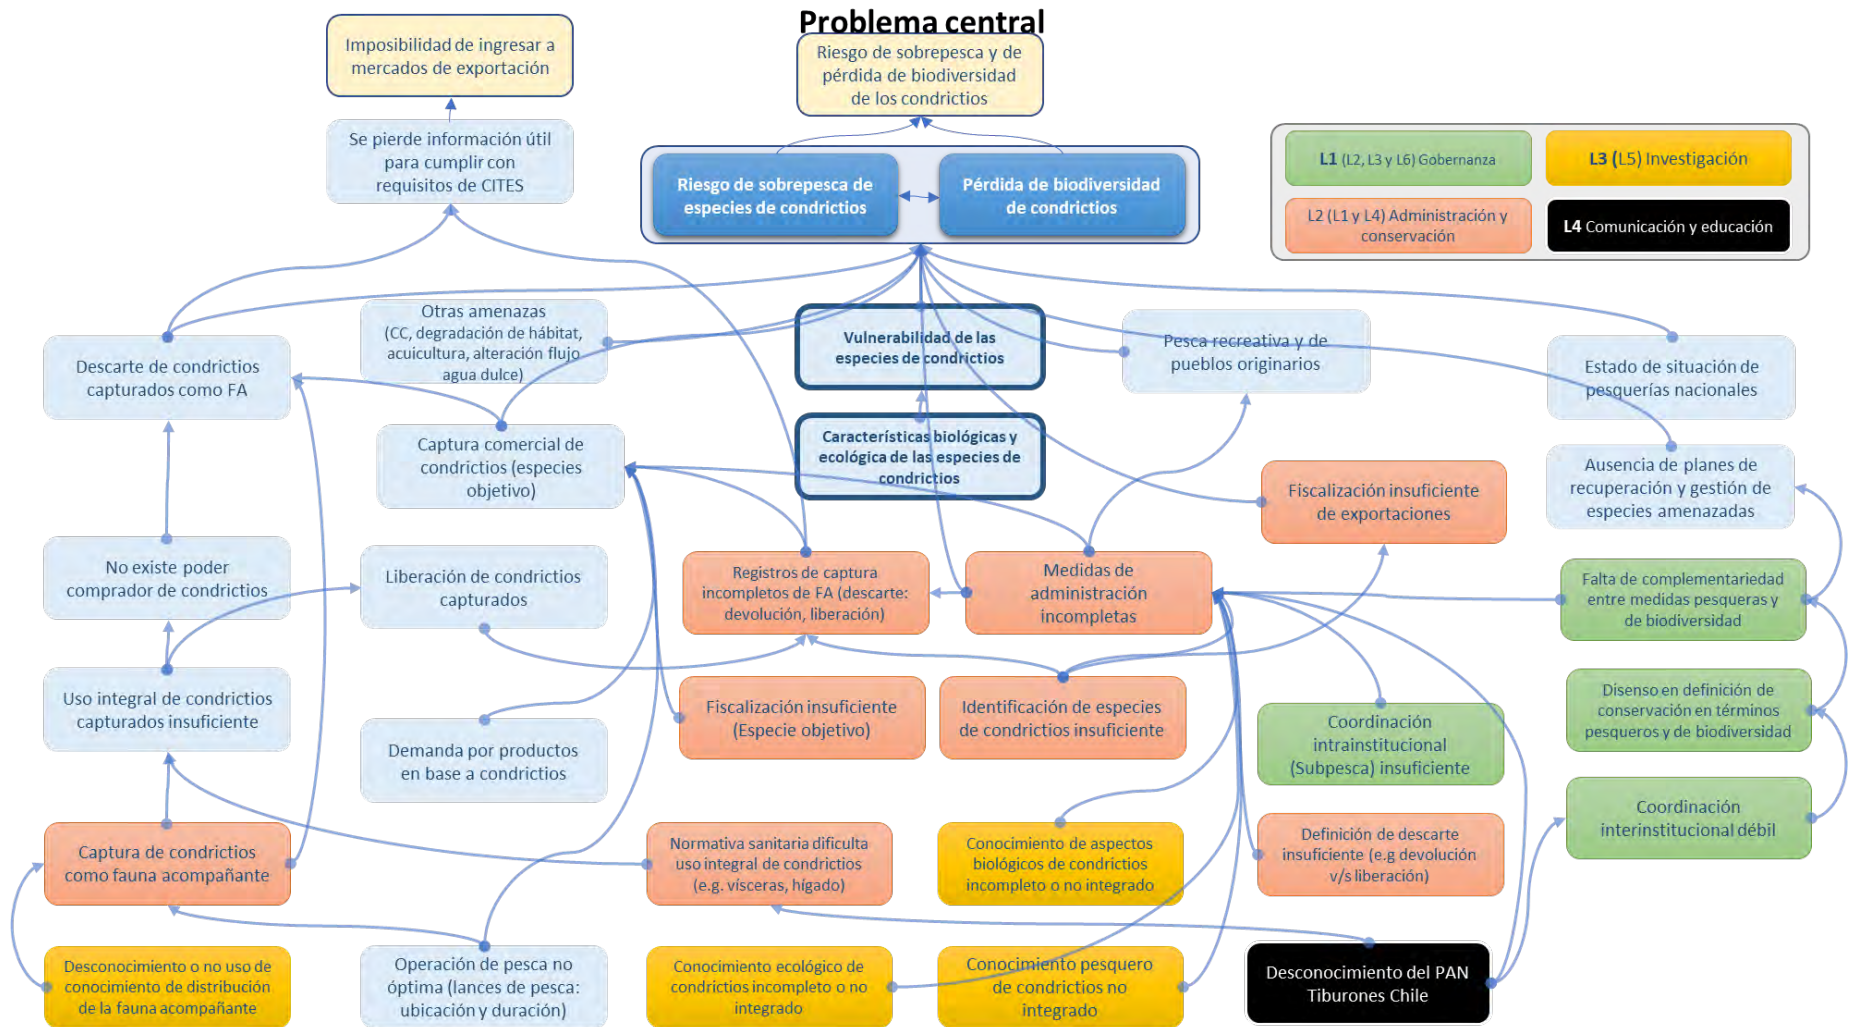 Problema central
Imposibilidad de ingresar a
mercados de exportación
Riesgo de sobrepesca y de
pérdida de biodiversidad
de los condrictios
Se pierde información útil
para cumplir con
requisitos de CITES
Riesgo de sobrepesca de
especies de condrictios
Pérdida de biodiversidad
de condrictios
L1 (L2, L3 y L6) Gobernanza
L3 (L5) Investigación
L2 (L1 y L4) Administración y
conservación
L4 Comunicación y educación
Otras amenazas
(CC, degradación de hábitat,
acuicultura, alteración flujo
agua dulce)
Vulnerabilidad de las
especies de condrictios
Pesca recreativa y de
pueblos originarios
Descarte de condrictios
capturados como FA
Estado de situación de
pesquerías nacionales
Captura comercial de
condrictios (especies
objetivo)
Características biológicas y
ecológica de las especies de
condrictios
Fiscalización insuficiente
de exportaciones
Ausencia de planes de
recuperación y gestión de
especies amenazadas
No existe poder
comprador de condrictios
Liberación de condrictios
capturados
Registros de captura
incompletos de FA (descarte:
devolución, liberación)
Medidas de
administración
incompletas
Falta de complementariedad
entre medidas pesqueras y
de biodiversidad
Uso integral de condrictios
capturados insuficiente
Demanda por productos
en base a condrictios
Fiscalización insuficiente
(Especie objetivo)
Identificación de especies
de condrictios insuficiente
Coordinación
intrainstitucional
(Subpesca) insuficiente
Disenso en definición de
conservación en términos
pesqueros y de biodiversidad
Captura de condrictios
como fauna acompañante
Normativa sanitaria dificulta
uso integral de condrictios
(e.g. vísceras, hígado)
Conocimiento de aspectos
biológicos de condrictios
incompleto o no integrado
Definición de descarte
insuficiente (e.g devolución
v/s liberación)
Coordinación
interinstitucional débil
Desconocimiento o no uso de
conocimiento de distribución
de la fauna acompañante
Operación de pesca no
óptima (lances de pesca:
ubicación y duración)
Conocimiento ecológico de
condrictios incompleto o no
integrado
Conocimiento pesquero
de condrictios no
integrado
Desconocimiento del PAN
Tiburones Chile